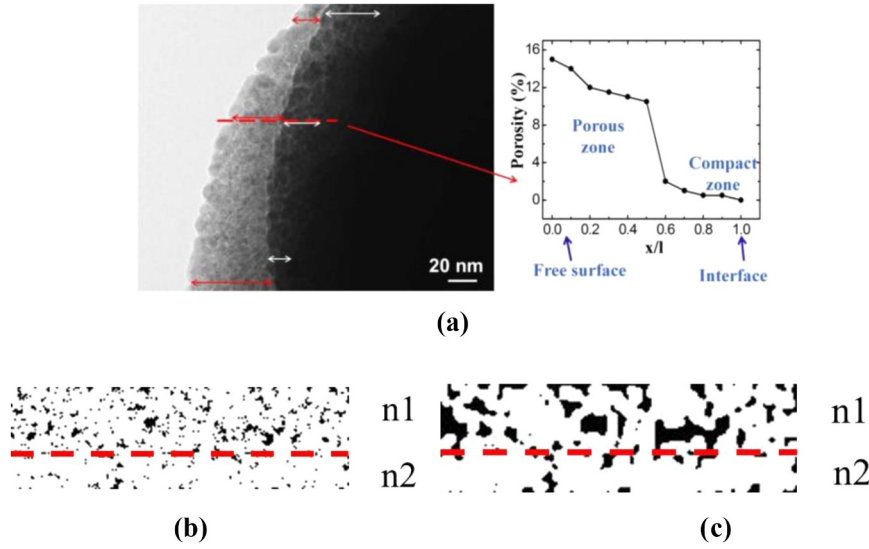 20 nm
Porosity (%)
16
12
8
4
0
Porous
zone
Compact
zone
0.0 0.2 0.4 0.6 0.8 1.0
x/l
Free surface
Interface
(a)
n1
n2
(b)
n1
n2
(c)